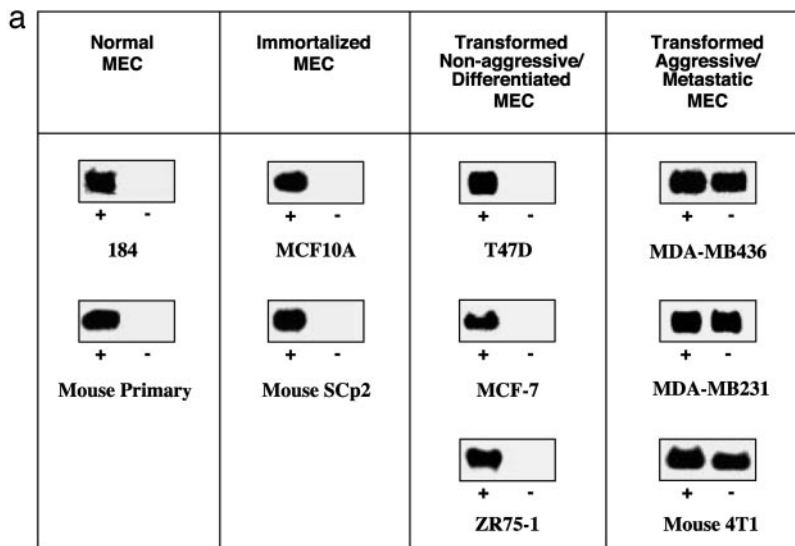 a
Normal
MEC
Immortalized
MEC
Transformed
Non-aggressive/
Differentiated
MEC
Transformed
Aggressive/
Metastatic
MEC
+ -
184
+ -
MCF10A
+ -
T47D
+ -
MDA-MB436
+ -
Mouse Primary
+ -
Mouse SCp2
+ -
MCF-7
+ -
MDA-MB231
+ -
ZR75-1
+ -
Mouse 4T1